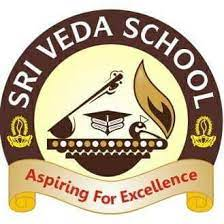 SRI VEDA SCHOOL
Aspiring For Excellence